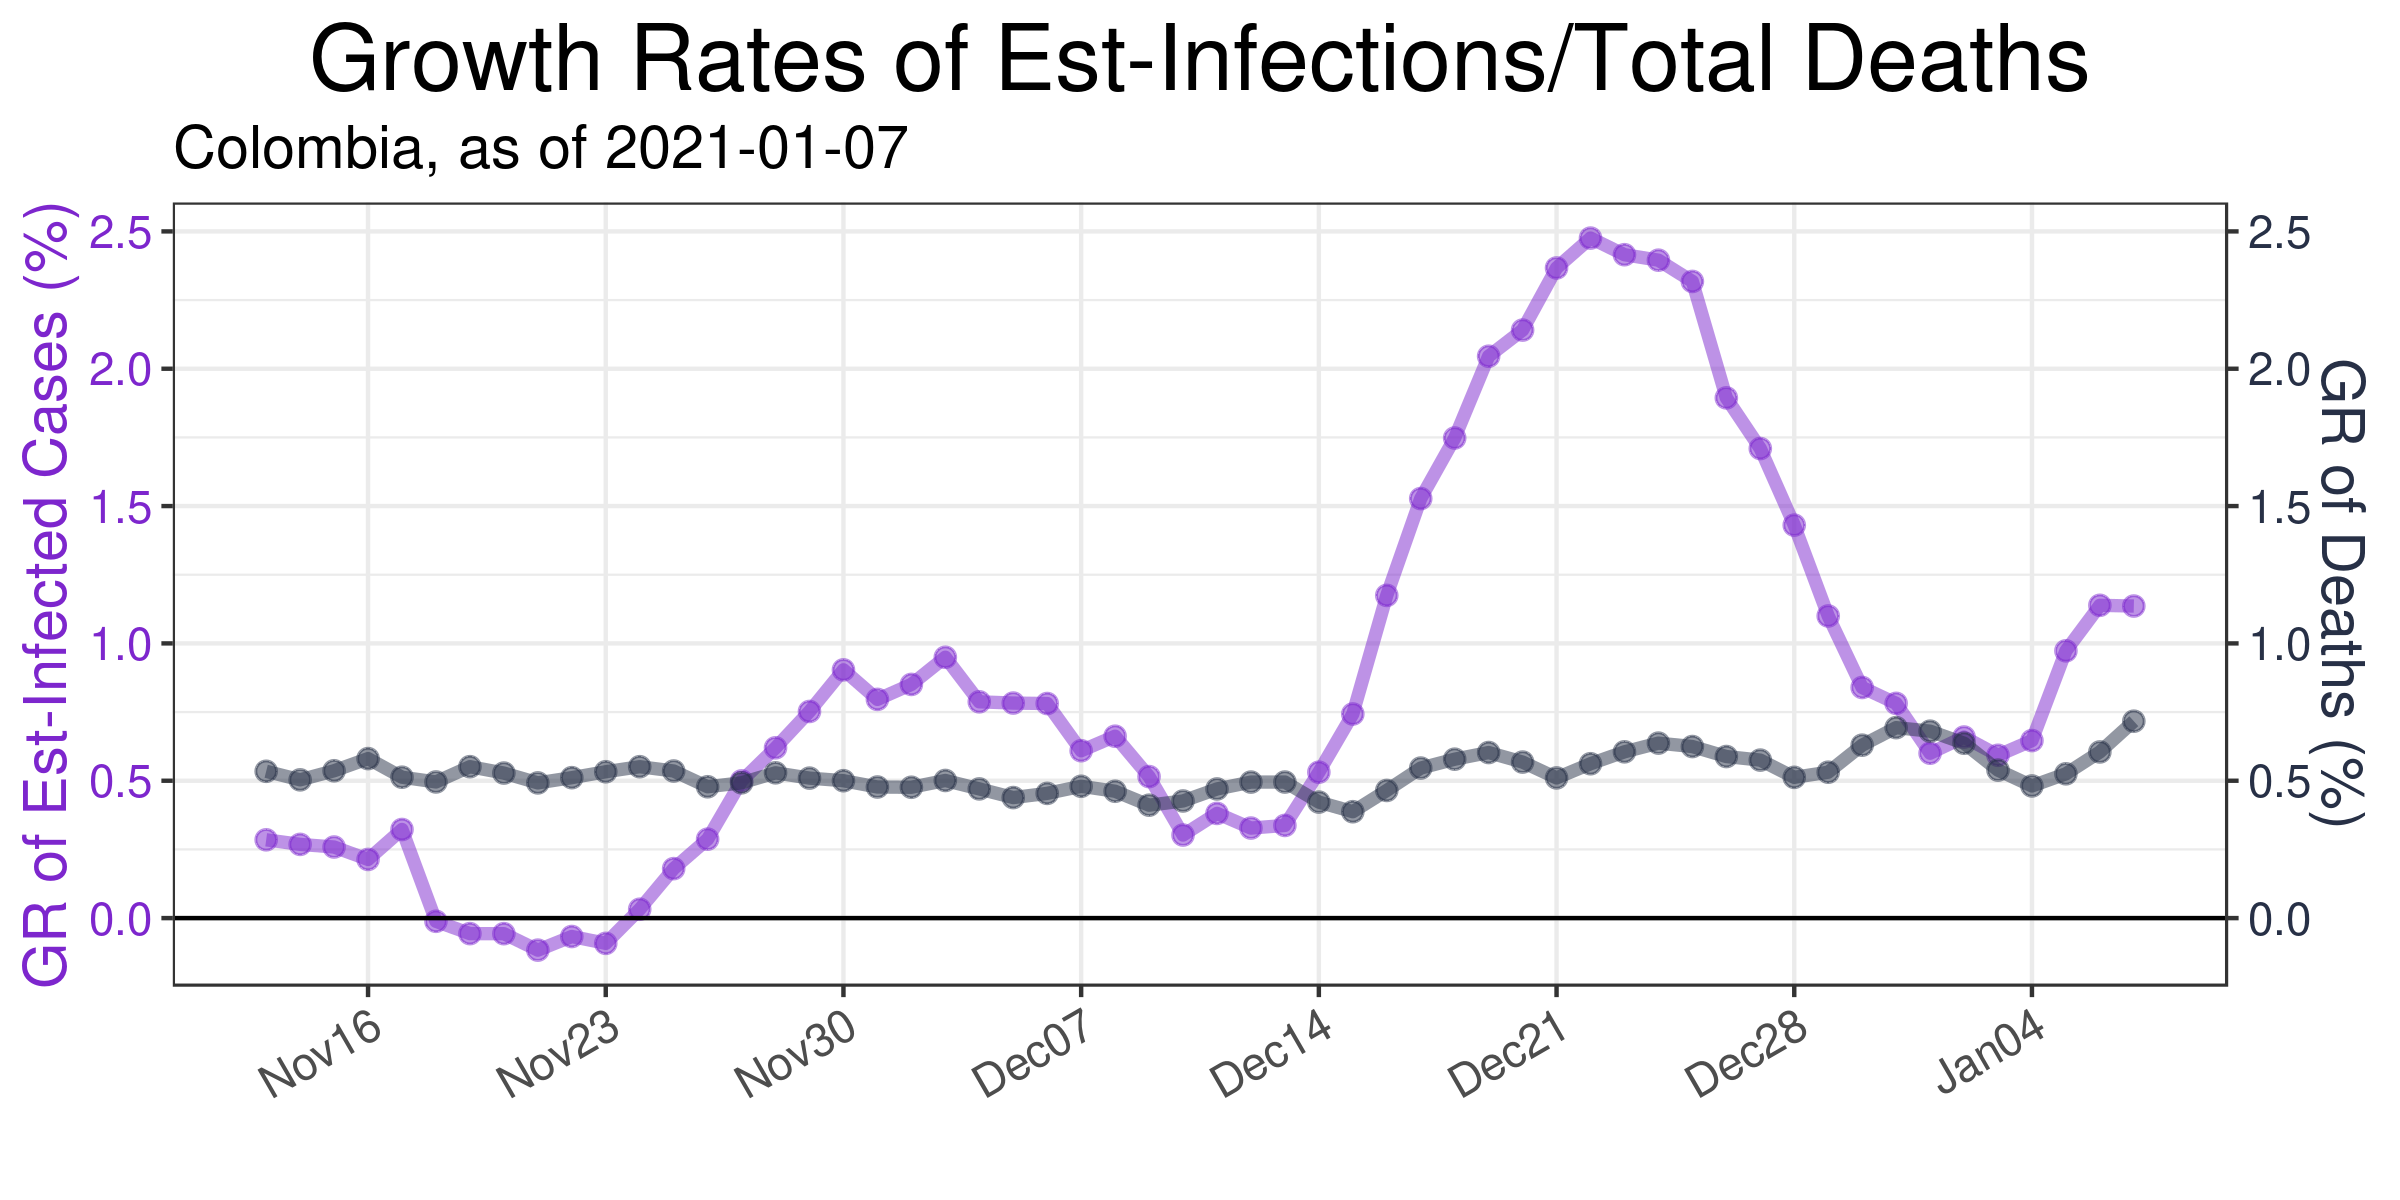 Growth Rates of Est-Infections/Total Deaths
Colombia, as of 2021-01-07
GR of Est-Infected Cases (%)
2.5
2.0
1.5
1.0
0.5
0.0
2.5
2.0
1.5
1.0
0.5
0.0
GR of Deaths (%)
Nov16
Nov23
Nov30
Dec07
Dec14
Dec21
Dec28
Jan04